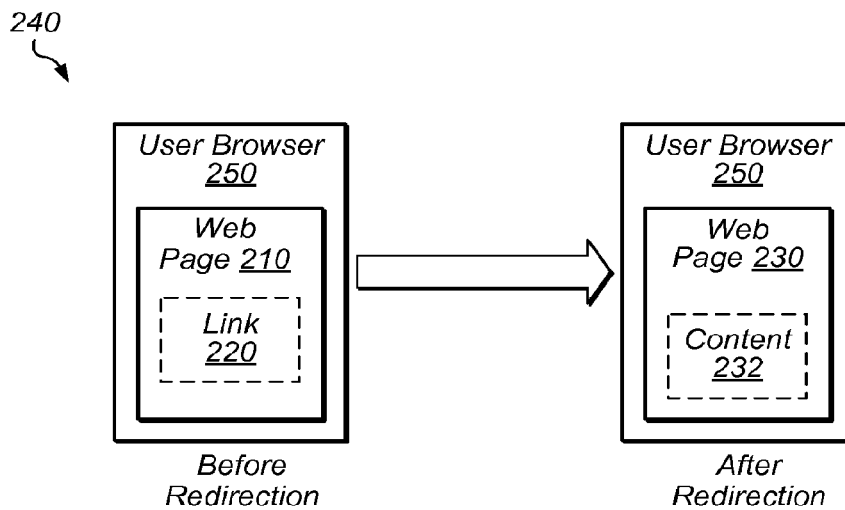 240
User Browser
250
Web
Page 210
Link
220
Before
Redirection
User Browser
250
Web
Page 230
Content
232
After
Redirection